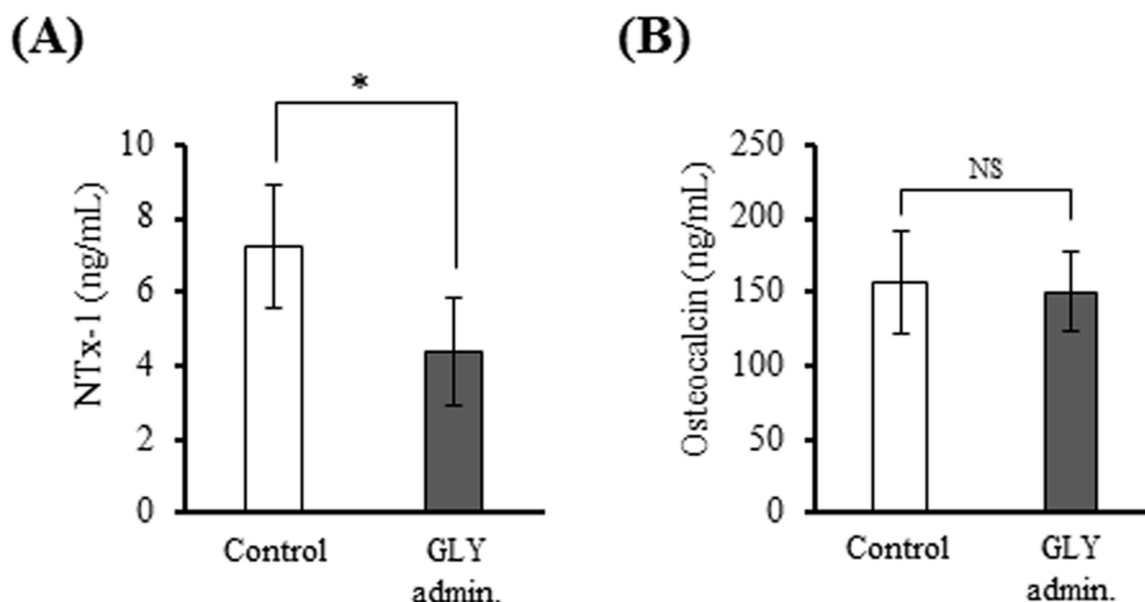 (A)
*
10
8
6
4
2
0
NTx-1 (ng/mL)
Control
GLY
admin.
(B)
NS
250
200
150
100
50
0
Osteocalcin (ng/mL)
Control
GLY
admin.